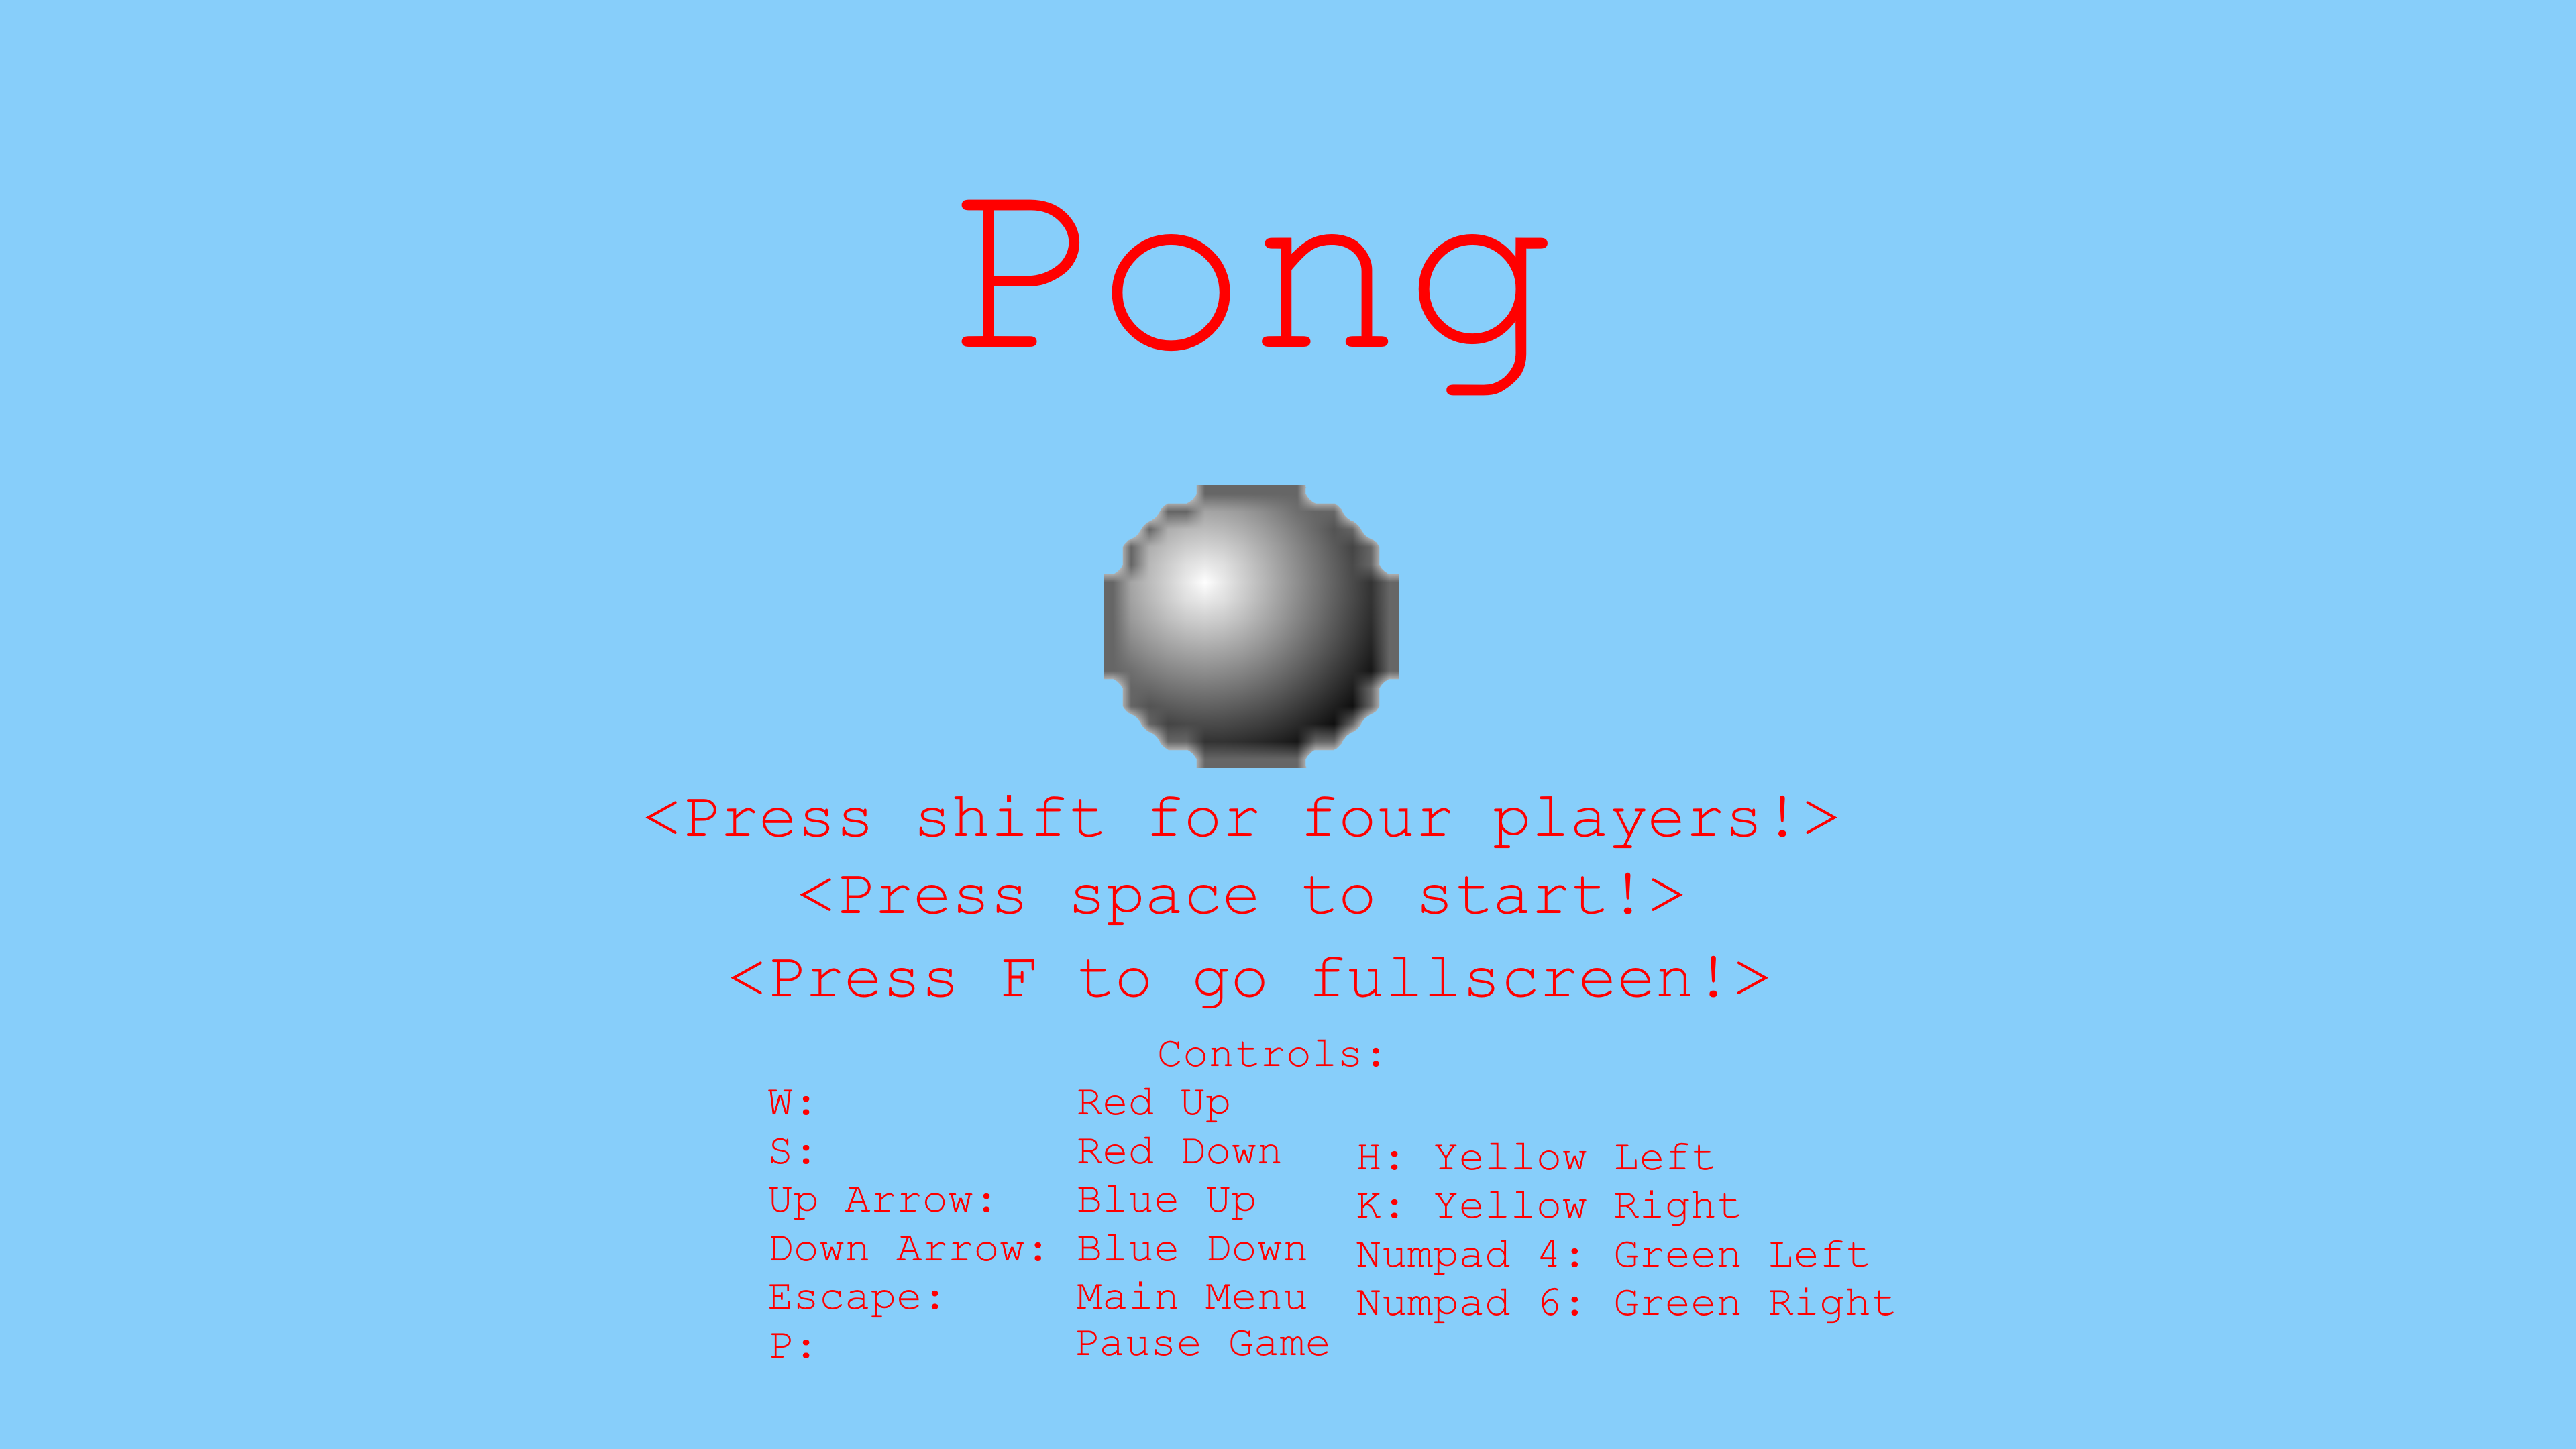 Pong
<Press shift for four players!>
<Press space to start!>
<Press F to go fullscreen!>
Controls:
W: Red Up
S: Red Down
Up Arrow: Blue Up
Down Arrow: Blue Down
Escape: Main Menu
P: Pause Game
H: Yellow Left
K: Yellow Right
Numpad 4: Green Left
Numpad 6: Green Right